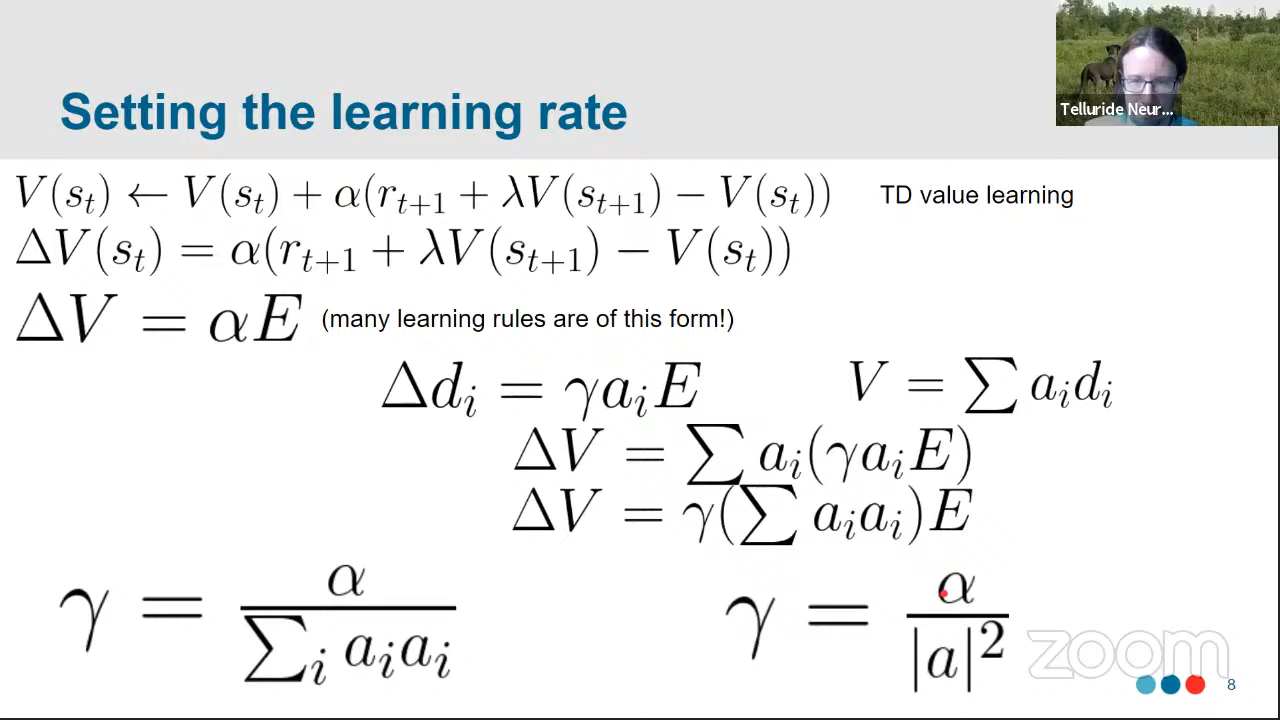 Telluride Neur...
Setting the learning rate
V(s_t) ← V(s_t) + α(r_{t+1} + λV(s_{t+1}) − V(s_t)) TD value learning
ΔV(s_t) = α(r_{t+1} + λV(s_{t+1}) − V(s_t))
ΔV = αE (many learning rules are of this form!)
Δd_i = γa_iE V = ∑ a_id_i
ΔV = ∑ a_i(γa_iE)
ΔV = γ(∑ a_ia_i)E
γ = α / ∑_i a_ia_i γ = α / |a|²
zoom
8